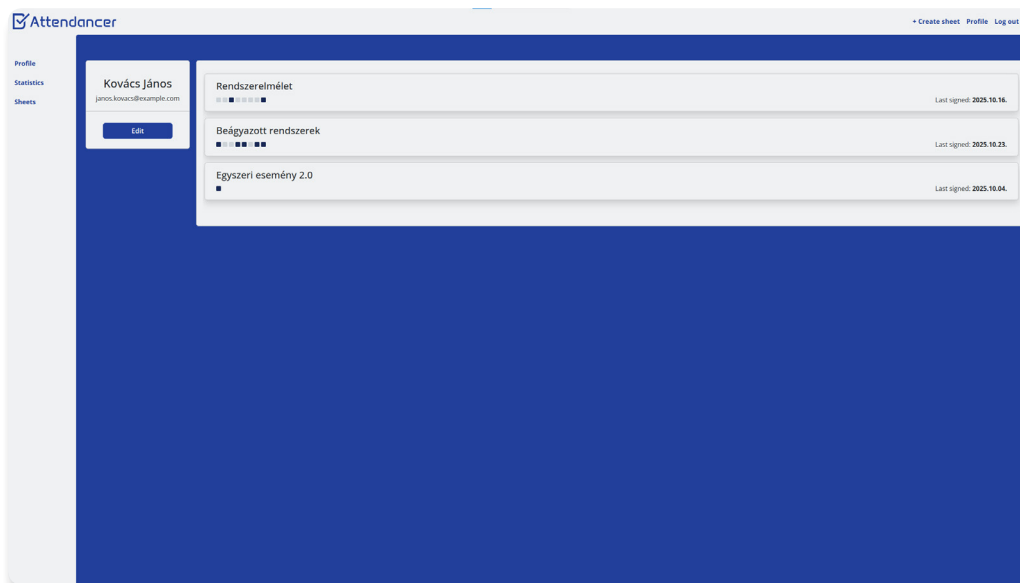 Attendancer
+ Create sheet Profile Log out
Profile
Statistics
Sheets
Kovács János
janos.kovacs@example.com
Edit
Rendszerelmélet
Last signed: 2025.10.16.
Beágyazott rendszerek
Last signed: 2025.10.23.
Egyszeri esemény 2.0
Last signed: 2025.10.04.